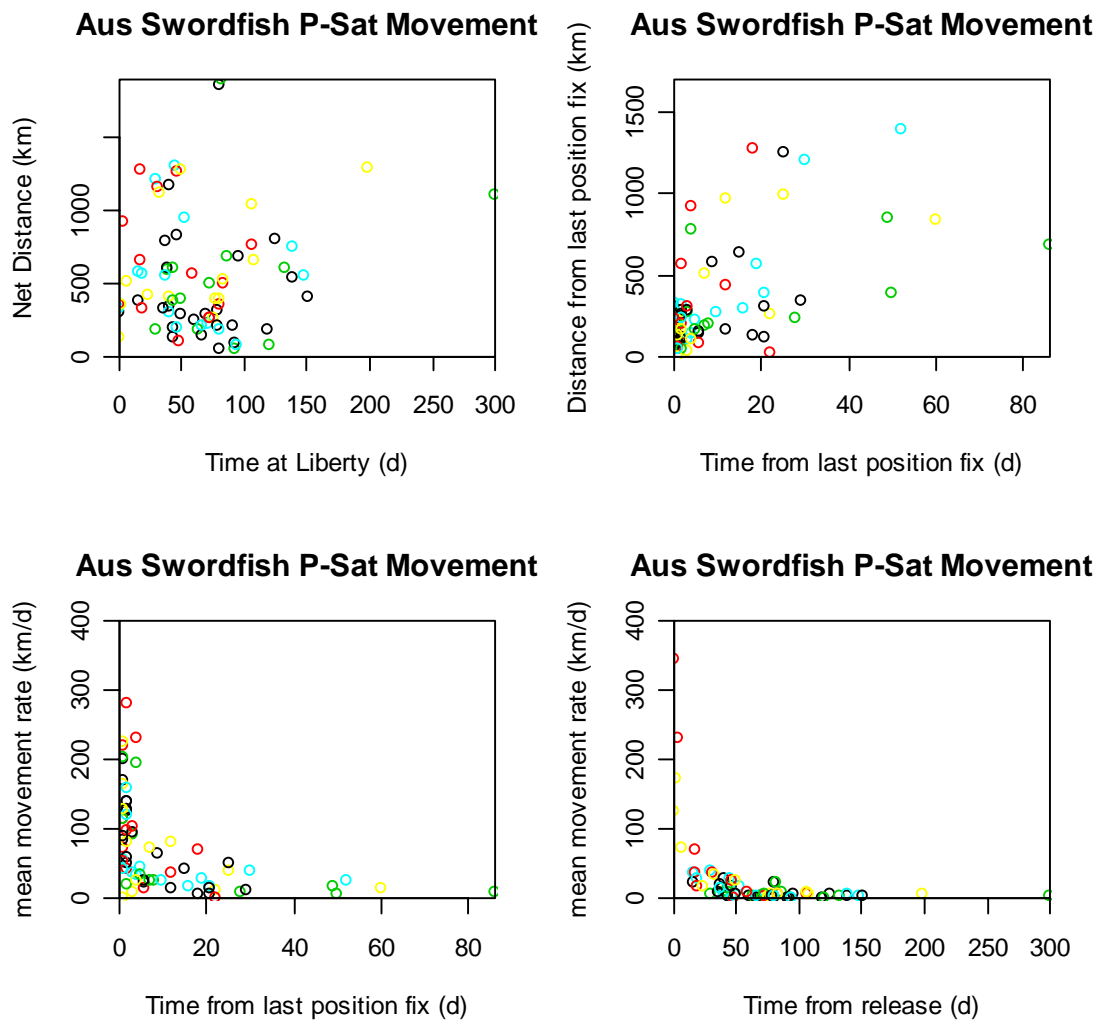 Aus Swordfish P-Sat Movement
Net Distance (km)
0 500 1000
0 50 100 150 200 250 300
Time at Liberty (d)
Aus Swordfish P-Sat Movement
Distance from last position fix (km)
0 500 1000 1500
0 20 40 60 80
Time from last position fix (d)
Aus Swordfish P-Sat Movement
mean movement rate (km/d)
0 100 200 300 400
0 20 40 60 80
Time from last position fix (d)
Aus Swordfish P-Sat Movement
mean movement rate (km/d)
0 100 200 300 400
0 50 100 150 200 250 300
Time from release (d)